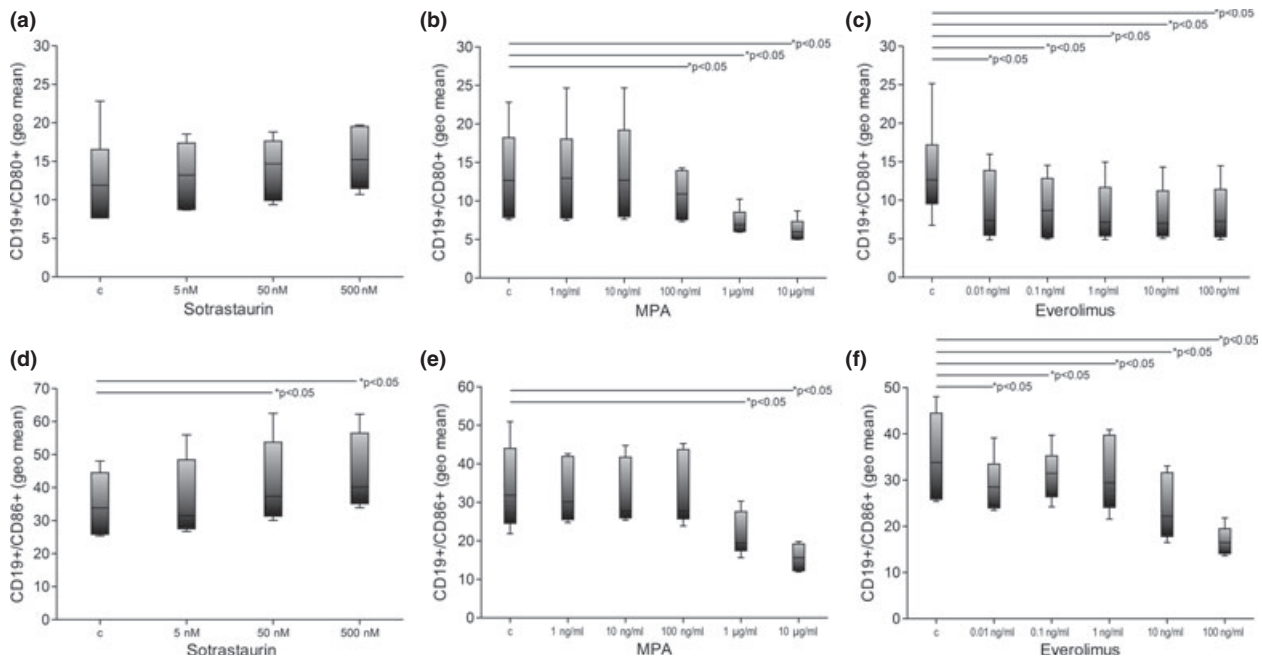 (a)
CD19+/CD80+ (geo mean)
30
25
20
15
10
5
0
c 5 nM 50 nM 500 nM
Sotrastaurin
(b)
*p<0.05
*p<0.05
*p<0.05
CD19+/CD80+ (geo mean)
30
25
20
15
10
5
0
c 1 ng/ml 10 ng/ml 100 ng/ml 1 µg/ml 10 µg/ml
MPA
(c)
*p<0.05
*p<0.05
*p<0.05
*p<0.05
*p<0.05
CD19+/CD80+ (geo mean)
30
25
20
15
10
5
0
c 0.01 ng/ml 0.1 ng/ml 1 ng/ml 10 ng/ml 100 ng/ml
Everolimus
(d)
*p<0.05
*p<0.05
CD19+/CD86+ (geo mean)
70
60
50
40
30
20
10
0
c 5 nM 50 nM 500 nM
Sotrastaurin
(e)
*p<0.05
*p<0.05
CD19+/CD86+ (geo mean)
60
50
40
30
20
10
0
c 1 ng/ml 10 ng/ml 100 ng/ml 1 µg/ml 10 µg/ml
MPA
(f)
*p<0.05
*p<0.05
*p<0.05
*p<0.05
*p<0.05
CD19+/CD86+ (geo mean)
50
40
30
20
10
0
c 0.01 ng/ml 0.1 ng/ml 1 ng/ml 10 ng/ml 100 ng/ml
Everolimus